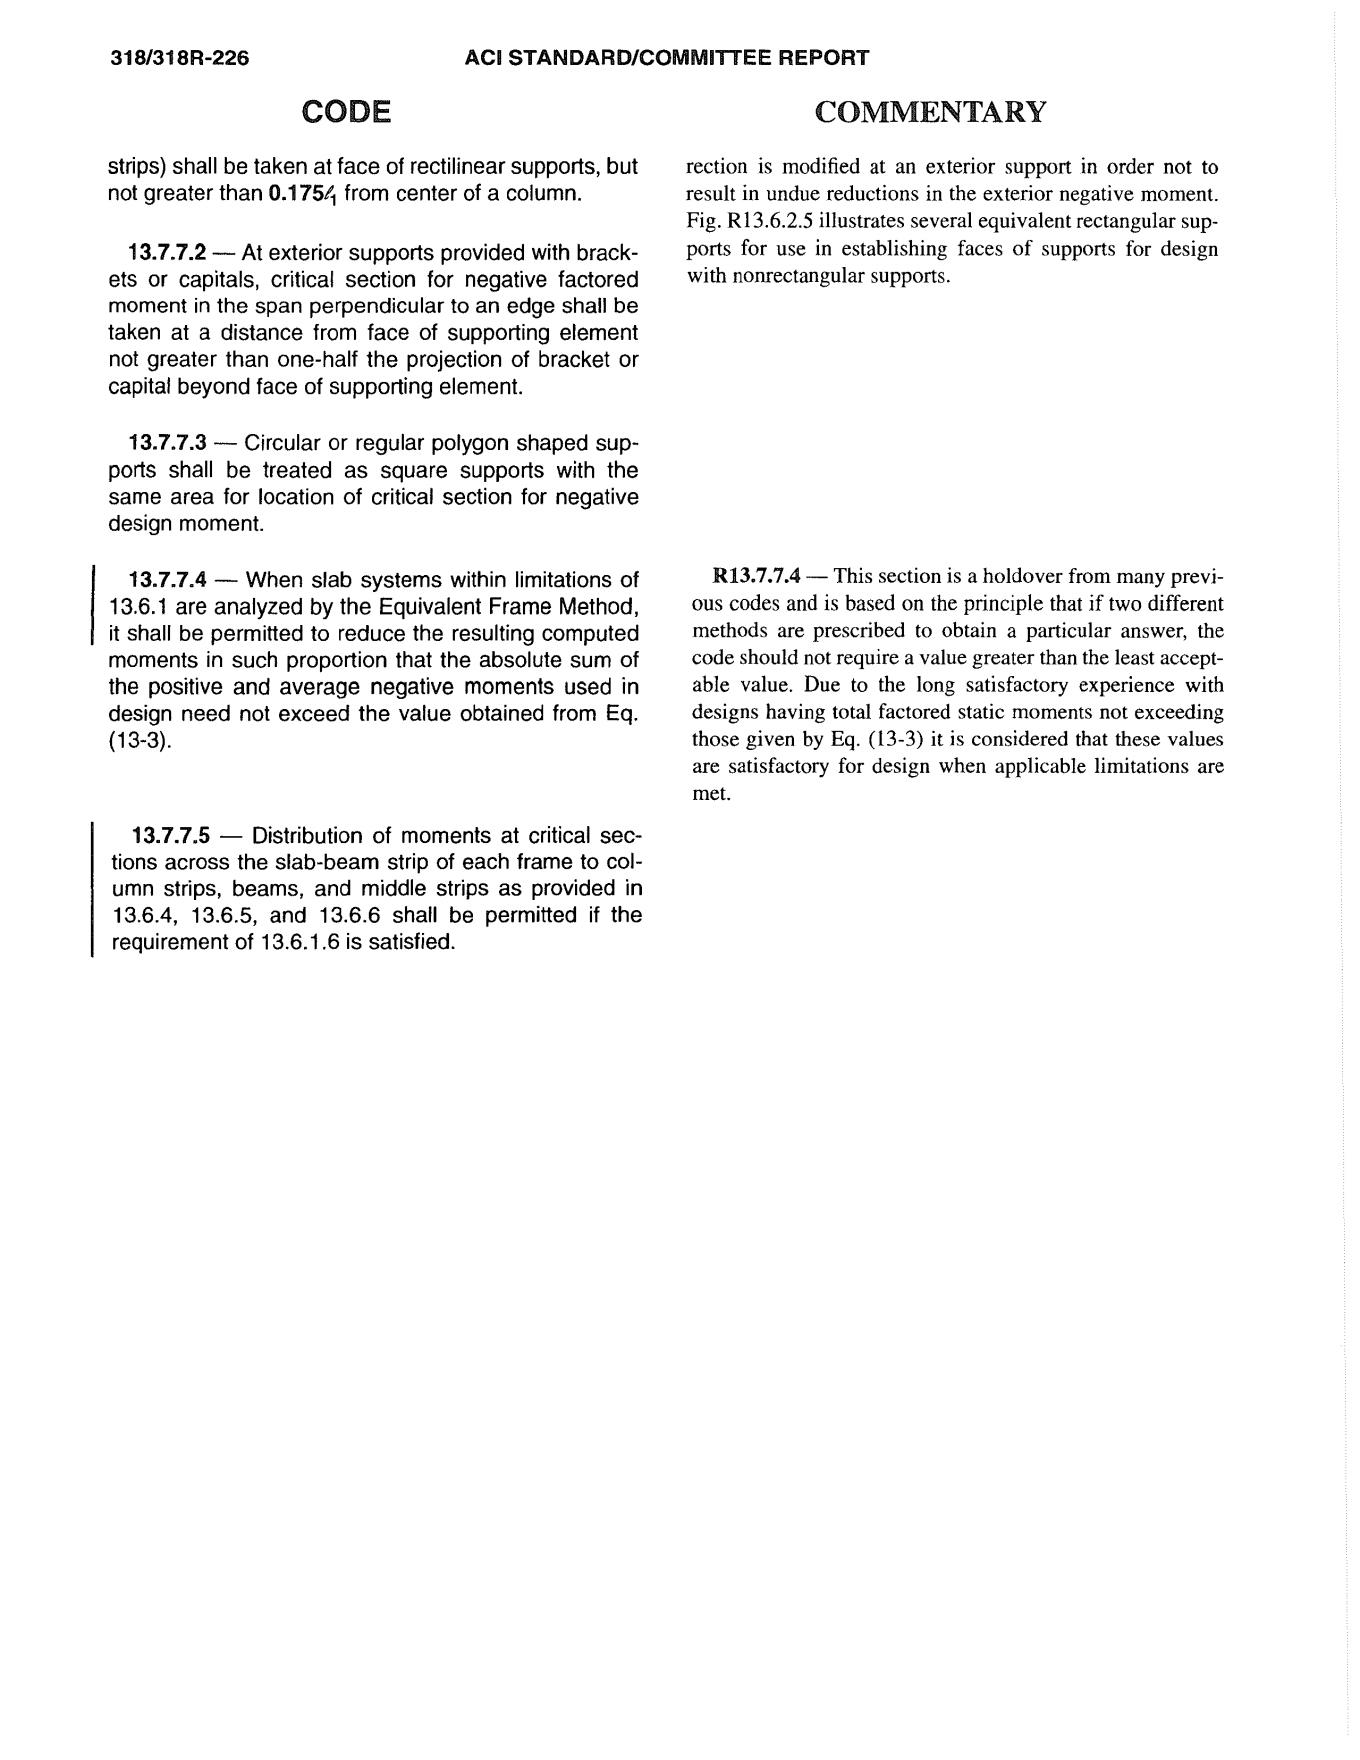 318/318R-226
ACI STANDARD/COMMITTEE REPORT
CODE
strips) shall be taken at face of rectilinear supports, but
not greater than 0.175ℓ1 from center of a column.
13.7.7.2 — At exterior supports provided with brack-
ets or capitals, critical section for negative factored
moment in the span perpendicular to an edge shall be
taken at a distance from face of supporting element
not greater than one-half the projection of bracket or
capital beyond face of supporting element.
13.7.7.3 — Circular or regular polygon shaped sup-
ports shall be treated as square supports with the
same area for location of critical section for negative
design moment.
13.7.7.4 — When slab systems within limitations of
13.6.1 are analyzed by the Equivalent Frame Method,
it shall be permitted to reduce the resulting computed
moments in such proportion that the absolute sum of
the positive and average negative moments used in
design need not exceed the value obtained from Eq.
(13-3).
13.7.7.5 — Distribution of moments at critical sec-
tions across the slab-beam strip of each frame to col-
umn strips, beams, and middle strips as provided in
13.6.4, 13.6.5, and 13.6.6 shall be permitted if the
requirement of 13.6.1.6 is satisfied.
COMMENTARY
rection is modified at an exterior support in order not to
result in undue reductions in the exterior negative moment.
Fig. R13.6.2.5 illustrates several equivalent rectangular sup-
ports for use in establishing faces of supports for design
with nonrectangular supports.
R13.7.7.4 — This section is a holdover from many previ-
ous codes and is based on the principle that if two different
methods are prescribed to obtain a particular answer, the
code should not require a value greater than the least accept-
able value. Due to the long satisfactory experience with
designs having total factored static moments not exceeding
those given by Eq. (13-3) it is considered that these values
are satisfactory for design when applicable limitations are
met.